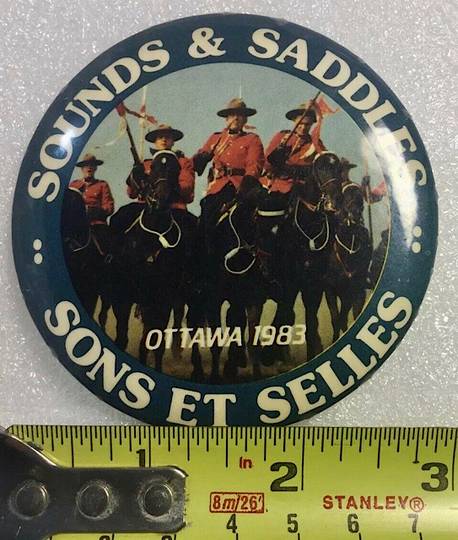 SOUNDS & SADDLES
OTTAWA 1983
SONS ET SELLES
1 in 2 3
8m/26' STANLEY®
4 5 6 7